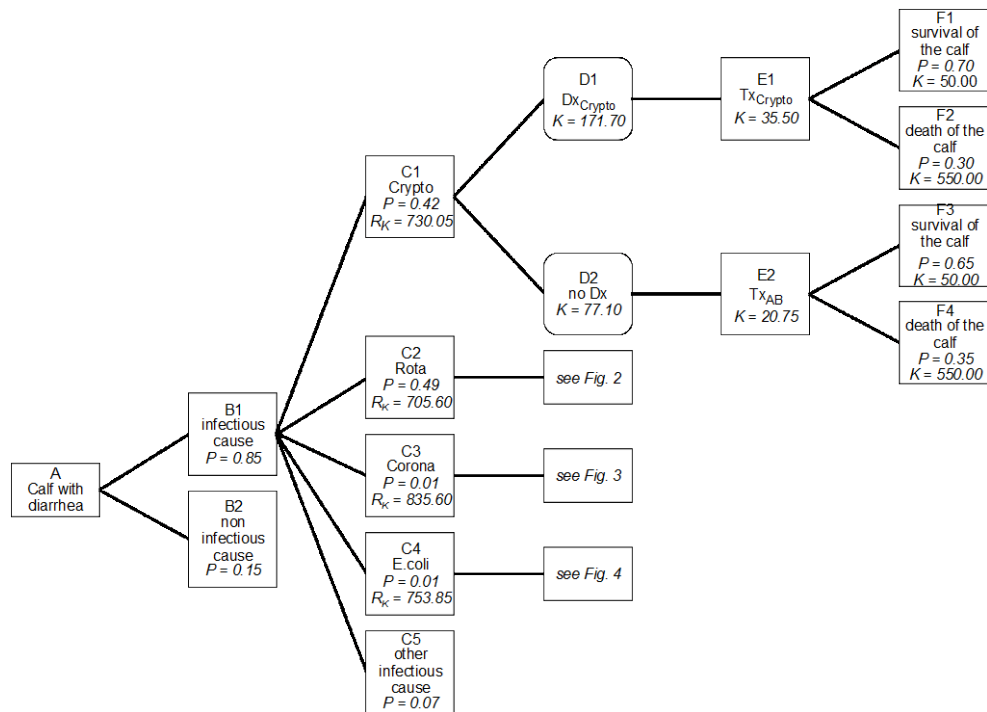 A
Calf with
diarrhea
B1
infectious
cause
P = 0.85
B2
non
infectious
cause
P = 0.15
C1
Crypto
P = 0.42
RK = 730.05
C2
Rota
P = 0.49
RK = 705.60
C3
Corona
P = 0.01
RK = 835.60
C4
E.coli
P = 0.01
RK = 753.85
C5
other
infectious
cause
P = 0.07
D1
DxCrypto
K = 171.70
D2
no Dx
K = 77.10
see Fig. 2
see Fig. 3
see Fig. 4
E1
TxCrypto
K = 35.50
E2
TxAB
K = 20.75
F1
survival of
the calf
P = 0.70
K = 50.00
F2
death of the
calf
P = 0.30
K = 550.00
F3
survival of
the calf
P = 0.65
K = 50.00
F4
death of the
calf
P = 0.35
K = 550.00